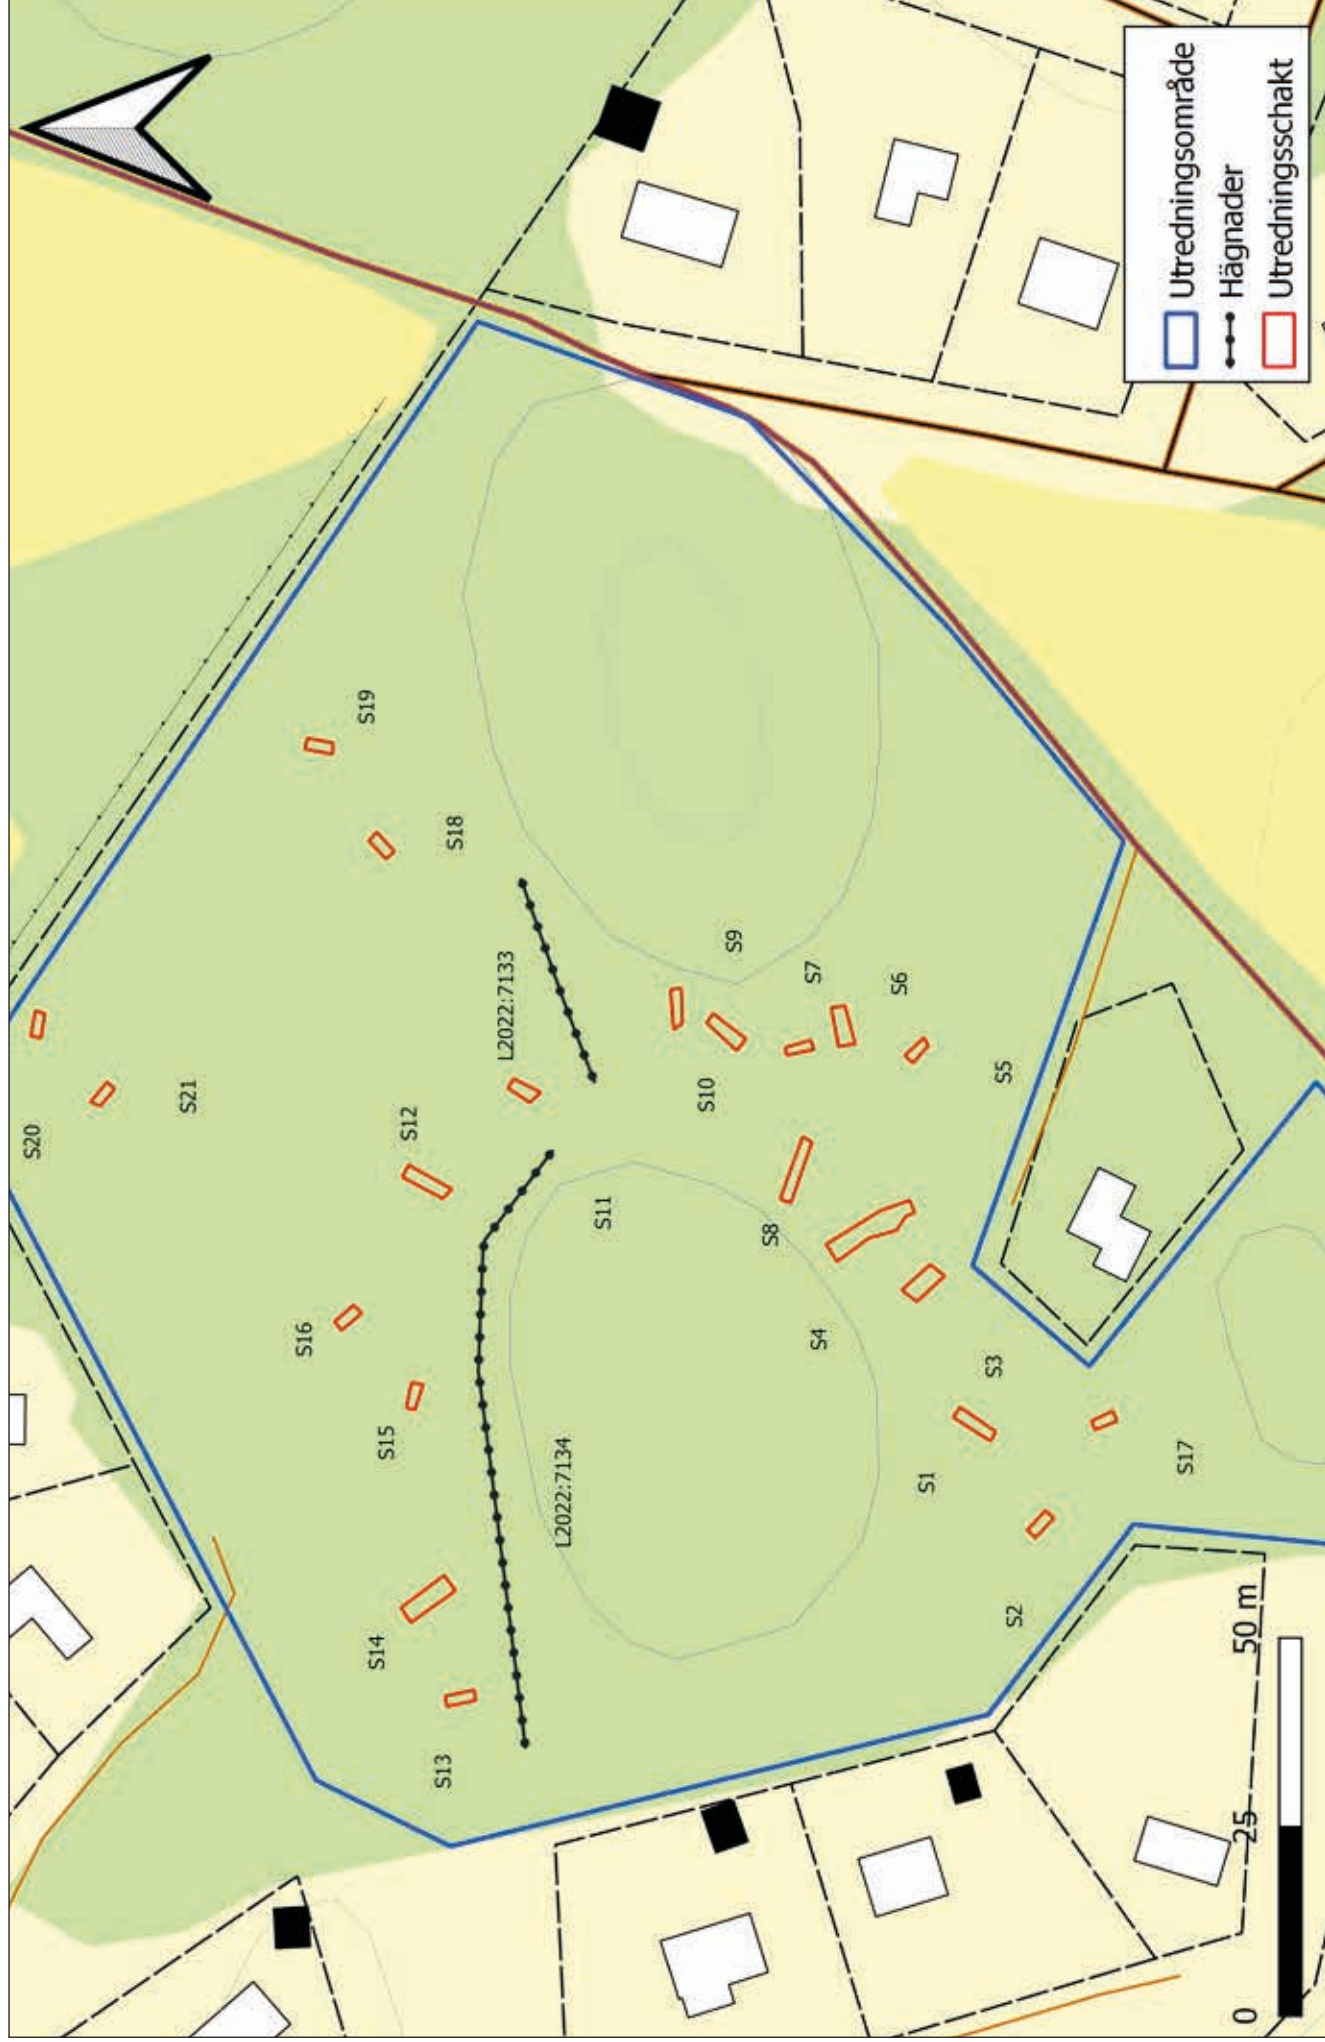 S20
S21
S19
S18
S12
S16
S15
L2022:7133
S14
S13
L2022:7134
S11
S9
S10
S7
S6
S8
S5
S4
S3
S1
S17
S2
Utredningsområde
Hägnader
Utredningsschakt
0 25 50 m